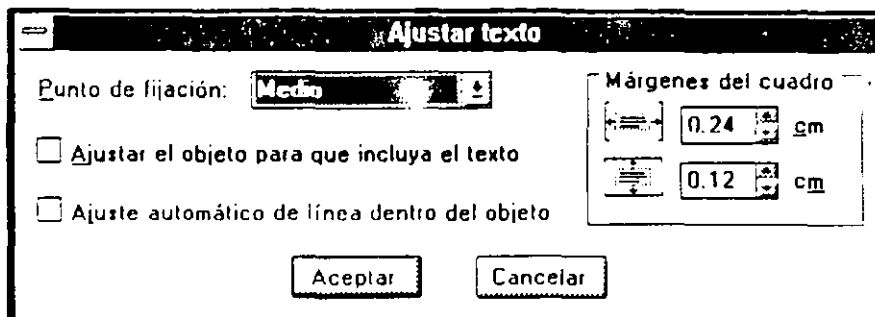 Ajustar texto
Punto de fijación: Medio
Márgenes del cuadro
0.24 cm
Ajustar el objeto para que incluya el texto
0.12 cm
Ajuste automático de línea dentro del objeto
Aceptar Cancelar